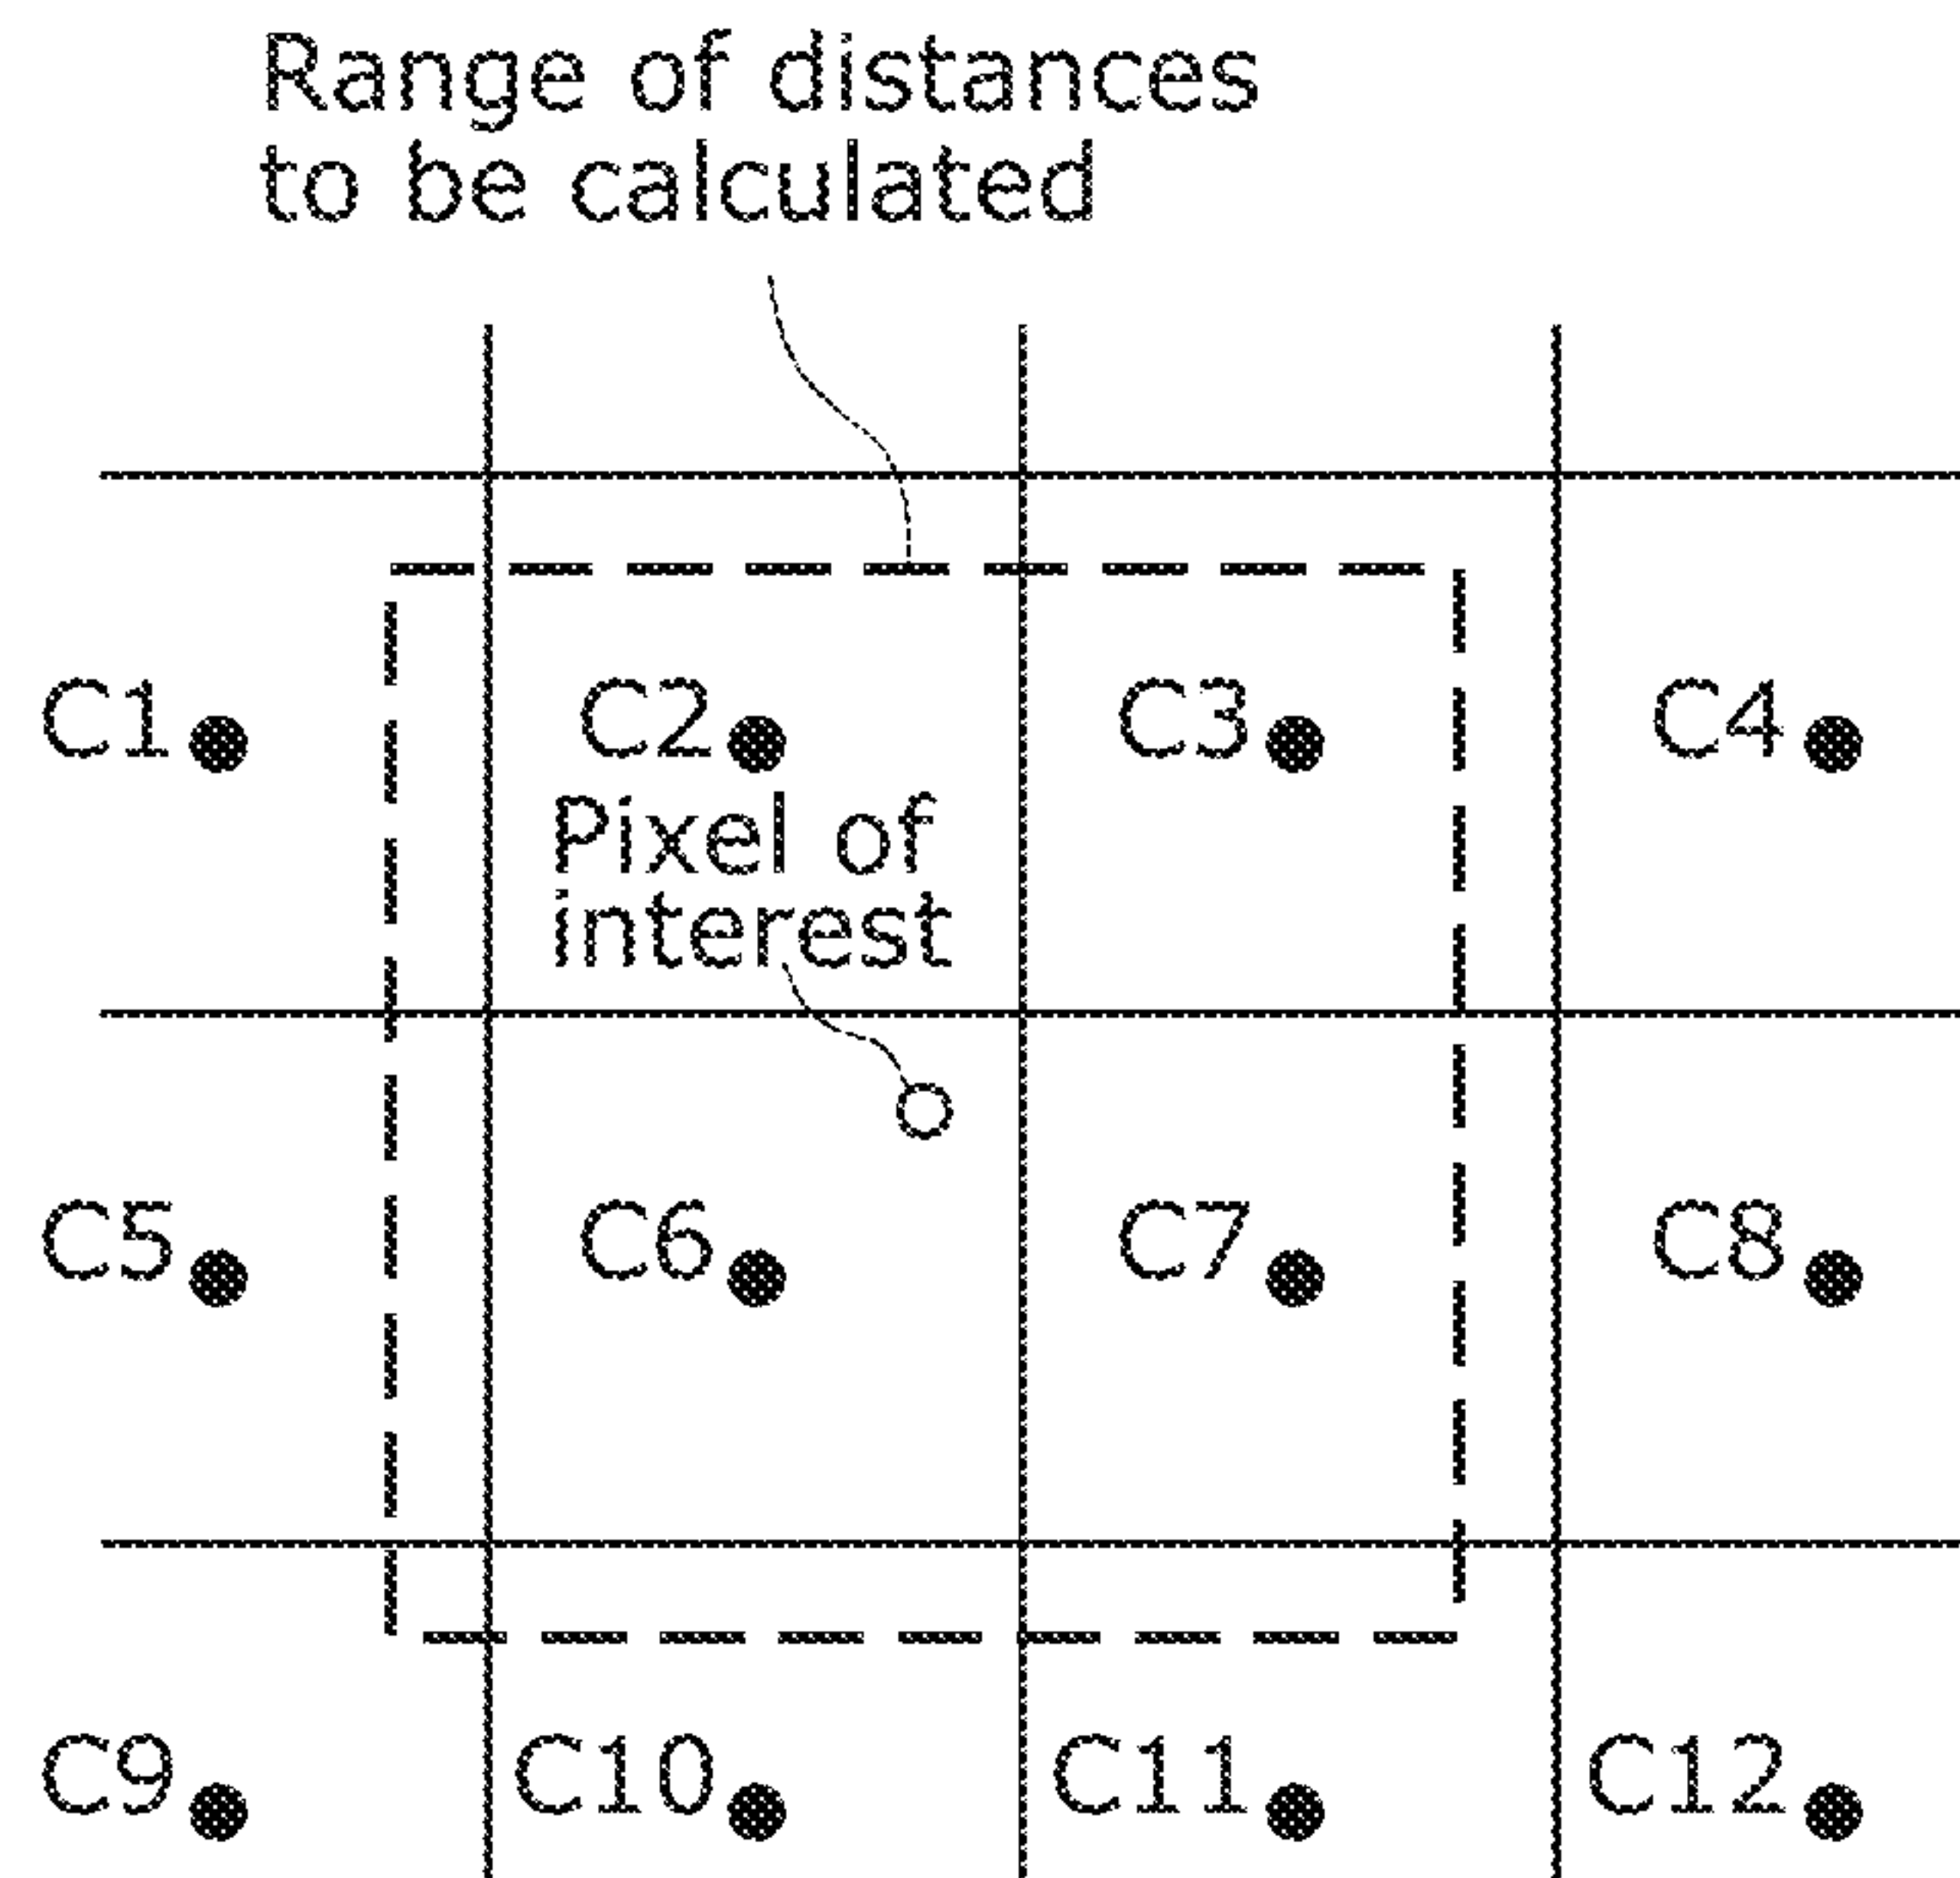 Range of distances
to be calculated
C1 C2 C3 C4
Pixel of
interest
C5 C6 C7 C8
C9 C10 C11 C12